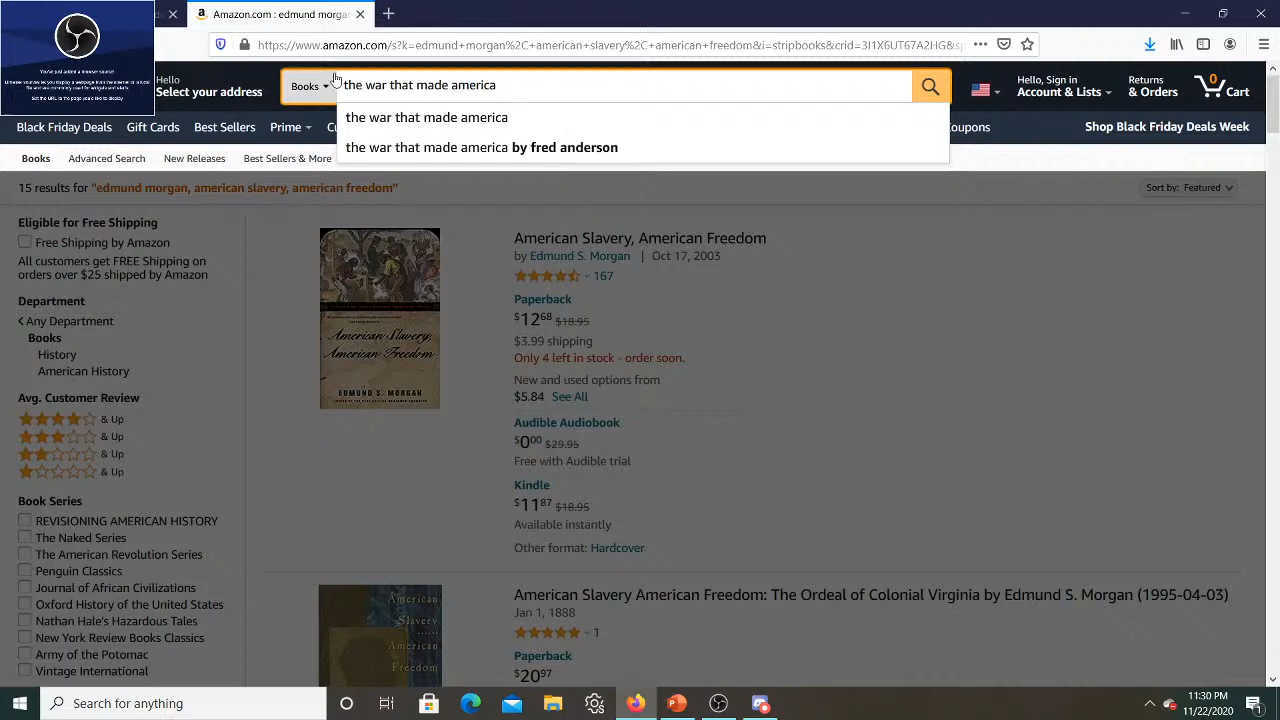 You've just added a browser source!
Amazon.com : edmund morgan
https://www.amazon.com/s?k=edmund+morgan%2C+american+slavery%2C+american+freedom&i=stripbooks&crid=3I1X6UT67A2HG&s
Hello
Select your address
Books
the war that made america
Hello, Sign in
Account & Lists
Returns
& Orders
0
Cart
the war that made america
the war that made america by fred anderson
Black Friday Deals
Gift Cards
Best Sellers
Prime
Cu
oupons
Shop Black Friday Deals Week
Books
Advanced Search
New Releases
Best Sellers & More
15 results for "edmund morgan, american slavery, american freedom"
Sort by: Featured
Eligible for Free Shipping
Free Shipping by Amazon
All customers get FREE Shipping on
orders over $25 shipped by Amazon
Department
Any Department
Books
History
American History
Avg. Customer Review
& Up
& Up
& Up
& Up
Book Series
REVISIONING AMERICAN HISTORY
The Naked Series
The American Revolution Series
Penguin Classics
Journal of African Civilizations
Oxford History of the United States
Nathan Hale's Hazardous Tales
New York Review Books Classics
Army of the Potomac
Vintage International
American Slavery,
American Freedom
EDMUND S. MORGAN
American Slavery, American Freedom
by Edmund S. Morgan | Oct 17, 2003
167
Paperback
$12.68 $18.95
$3.99 shipping
Only 4 left in stock - order soon.
New and used options from
$5.84 See All
Audible Audiobook
$0.00 $29.95
Free with Audible trial
Kindle
$11.87 $18.95
Available instantly
Other format: Hardcover
American
Slavery
American
Freedom
American Slavery American Freedom: The Ordeal of Colonial Virginia by Edmund S. Morgan (1995-04-03)
Jan 1, 1888
1
Paperback
$20.97
Search for anything
11:30 PM
11/22/2020